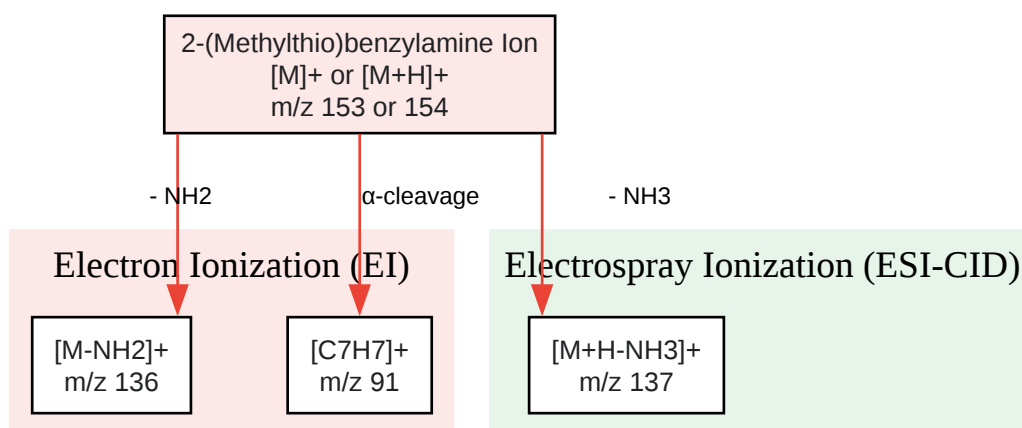 2-(Methylthio)benzylamine Ion
[M]+ or [M+H]+
m/z 153 or 154
- NH2
α-cleavage
- NH3
Electron Ionization (EI)
Electrospray Ionization (ESI-CID)
[M-NH2]+
m/z 136
[C7H7]+
m/z 91
[M+H-NH3]+
m/z 137